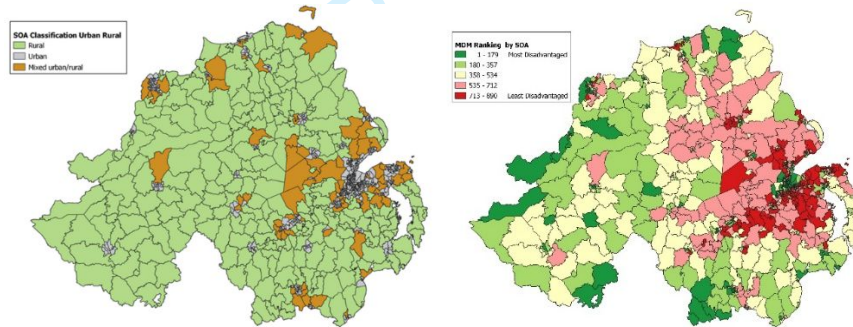 SOA Classification Urban Rural
Rural
Urban
Mixed urban/rural
MDM Ranking by SOA
1 - 179 Most Disadvantaged
180 - 357
358 - 534
535 - 712
713 - 890 Least Disadvantaged